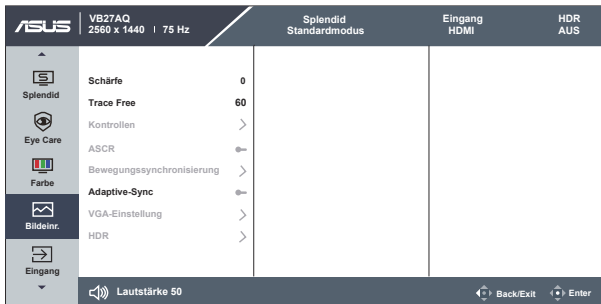 ASUS
VB27AQ
2560 x 1440 | 75 Hz
Splendid
Standardmodus
Eingang
HDMI
HDR
AUS
Splendid
Eye Care
Farbe
Bildeinr.
Eingang
Schärfe 0
Trace Free 60
Kontrollen
ASCR
Bewegungssynchronisierung
Adaptive-Sync
VGA-Einstellung
HDR
Lautstärke 50
Back/Exit
Enter